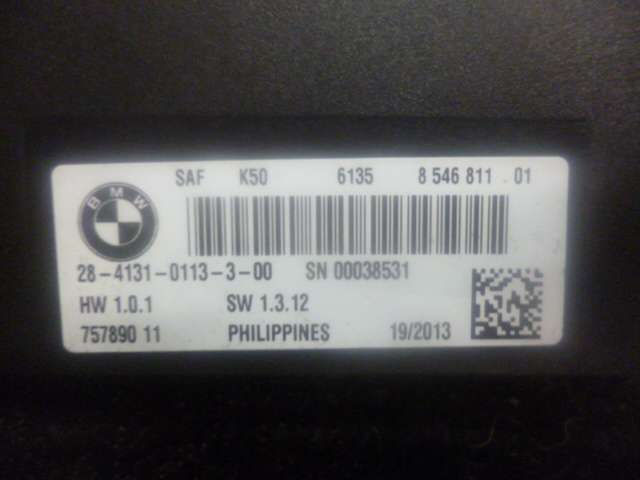 SAF K50 6135 8 546 811 . 01
BMW
28-4131-0113-3-00 SN 00038531
HW 1.0.1 SW 1.3.12
757890 11 PHILIPPINES 19/2013